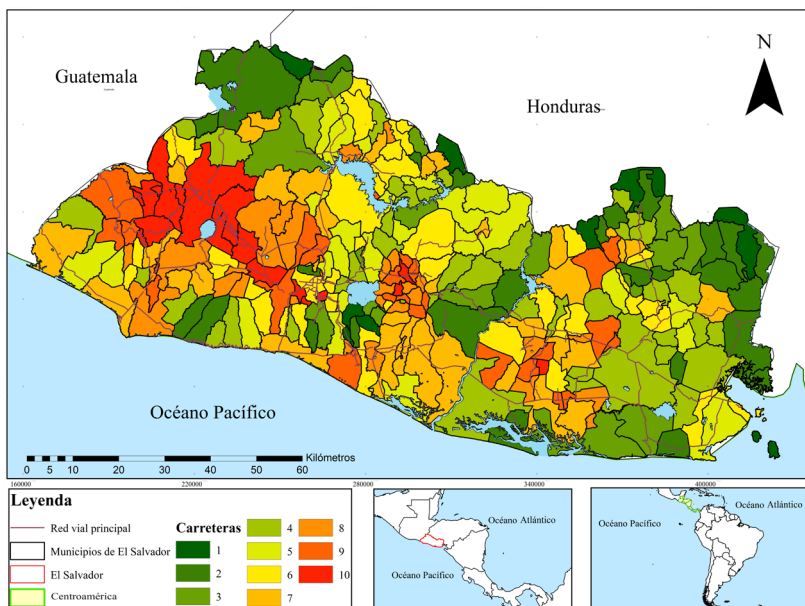 Guatemala
Honduras
N
Océano Pacífico
Kilómetros
0 5 10 20 30 40 50 60
160000 220000 280000 340000 400000
Leyenda
Red vial principal
Municipios de El Salvador
El Salvador
Centroamérica
Carreteras
1
2
3
4
5
6
7
8
9
10
Océano Atlántico
Océano Pacífico
Océano Pacífico
Océano Atlántico